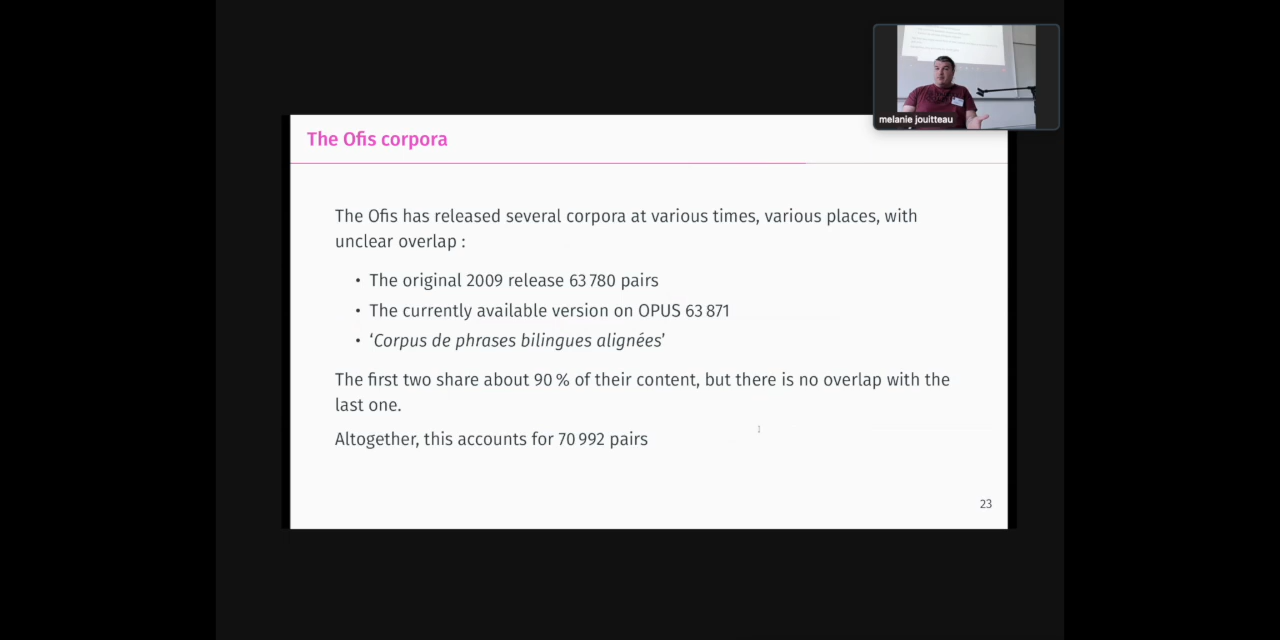 melanie jouitteau
The Ofis corpora
The Ofis has released several corpora at various times, various places, with
unclear overlap :
• The original 2009 release 63 780 pairs
• The currently available version on OPUS 63 871
• ‘Corpus de phrases bilingues alignées’
The first two share about 90 % of their content, but there is no overlap with the
last one.
Altogether, this accounts for 70 992 pairs
23